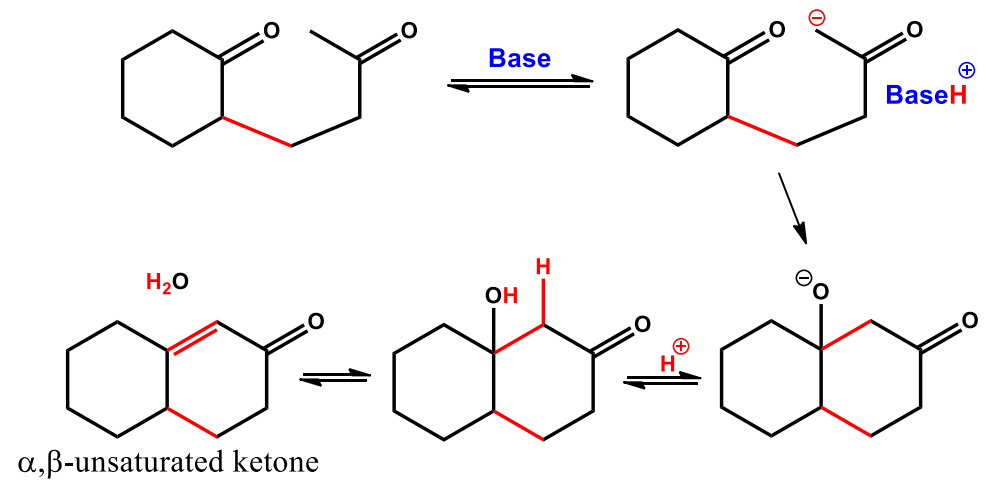 O O Base ⊖ O O
BaseH⊕
H₂O
O
OH H O
H⊕
⊖O O
α,β-unsaturated ketone